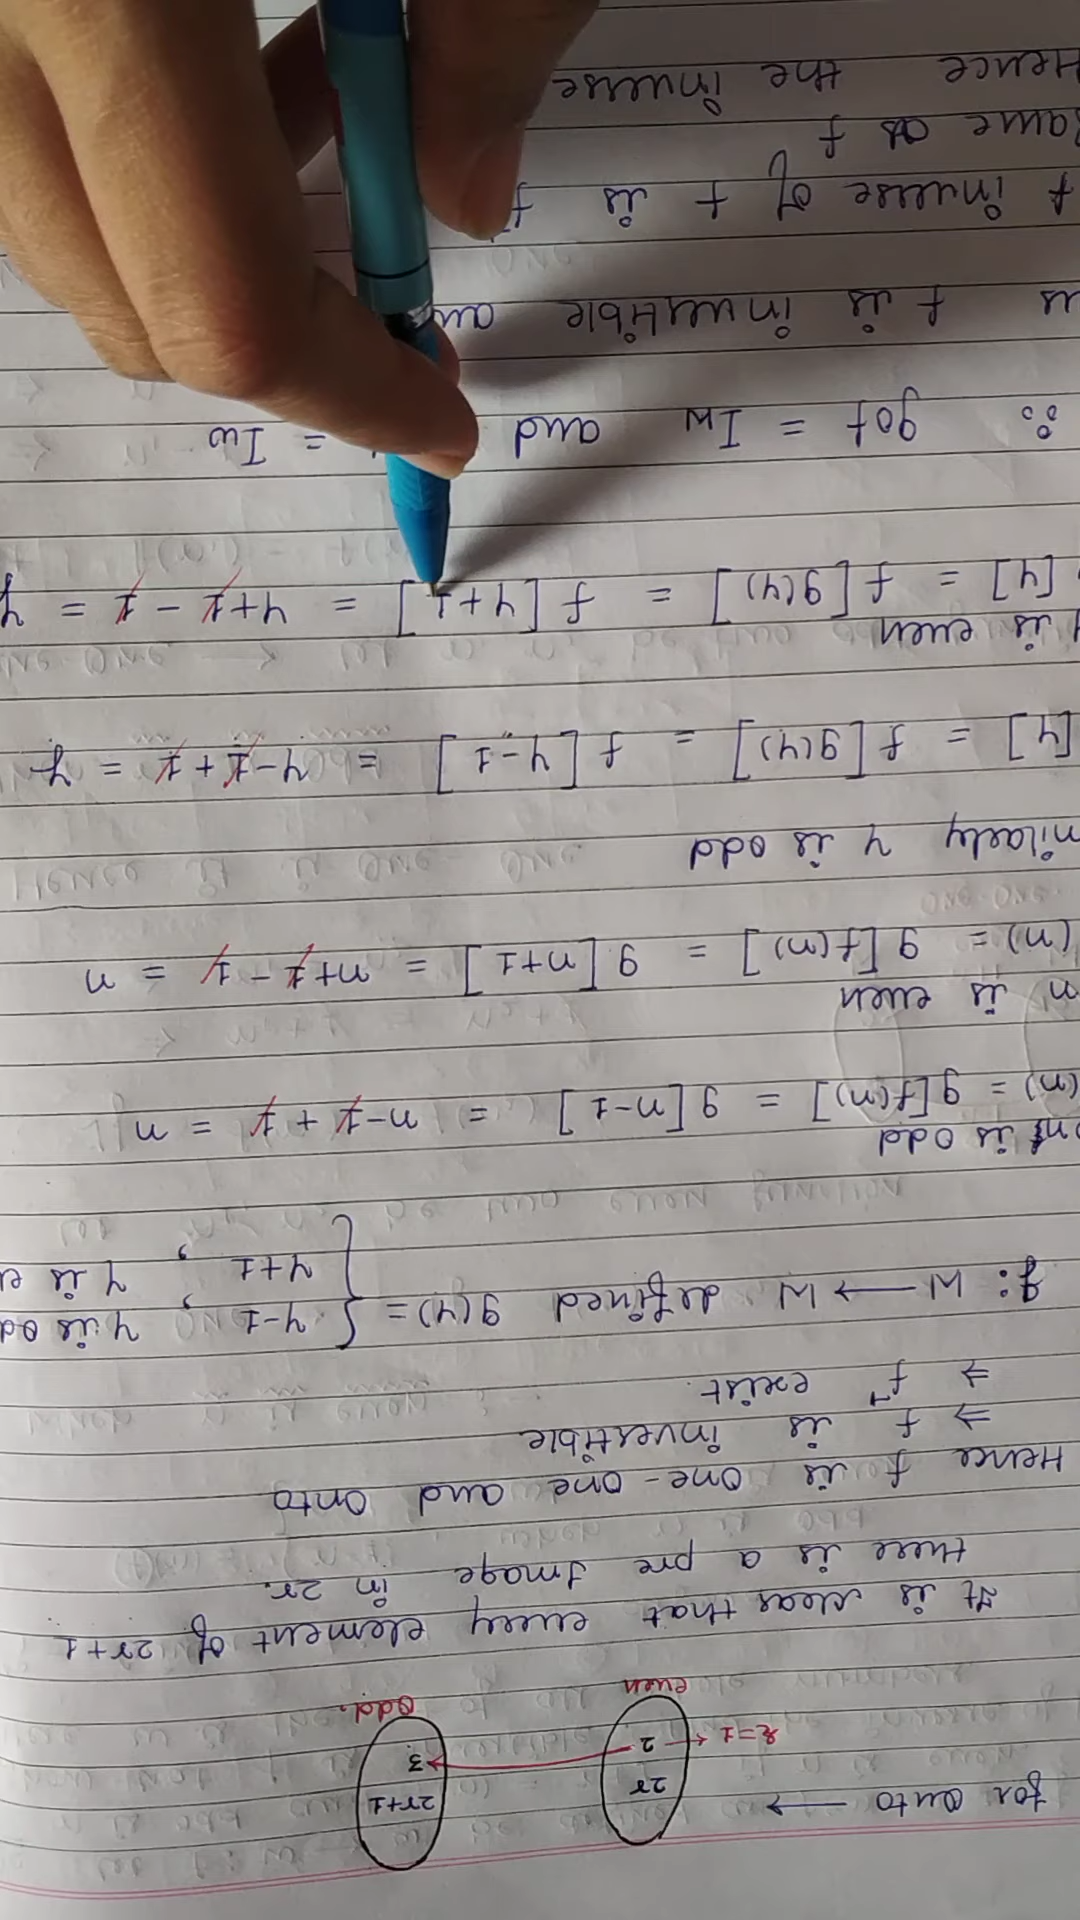 for onto →
2r 2r+1
r=1 → 2 3
even odd.
It is clear that every element of 2r+1
there is a pre Image in 2r.
Hence f is one-one and onto
⇒ f is invertible
⇒ f⁻¹ exist.
g: W → W defined g(y) = { y-1 , y is od
y+1 , y is e
n is odd
(n) = g[f(n)] = g[n-1] = n-1+1 = n
n is even
(n) = g[f(n)] = g[n+1] = n+1-1 = n
milarly y is odd
[y] = f[g(y)] = f[y-1] = y-1+1 = y
y is even
[y] = f[g(y)] = f[y+1] = y+1-1 = y
∴ gof = Iw and = Iw
us f is invertible an
f inverse of f is f
same as f
Hence the inverse